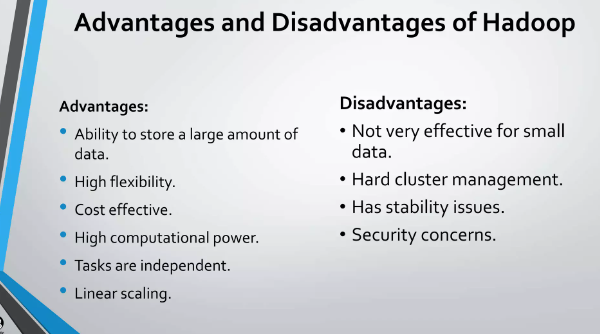 Advantages and Disadvantages of Hadoop
Advantages:
• Ability to store a large amount of
data.
• High flexibility.
• Cost effective.
• High computational power.
• Tasks are independent.
• Linear scaling.
Disadvantages:
• Not very effective for small
data.
• Hard cluster management.
• Has stability issues.
• Security concerns.